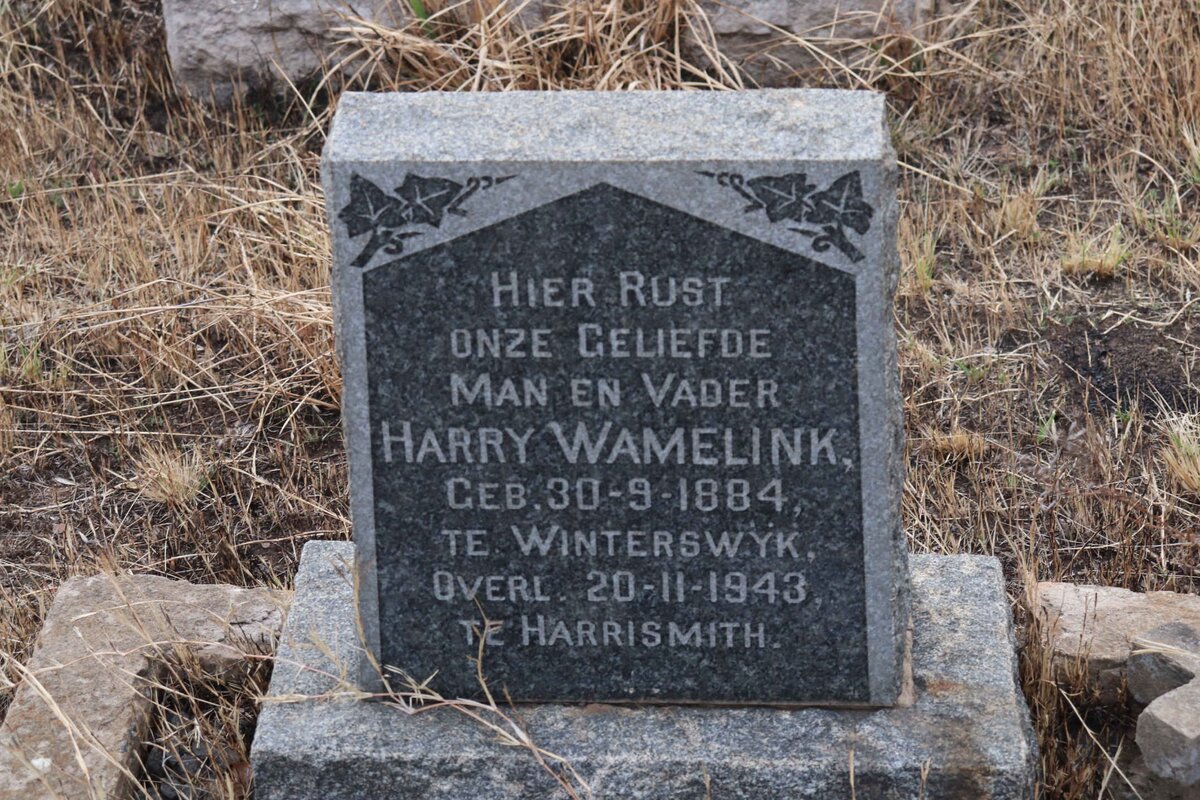 HIER RUST
ONZE GELIEFDE
MAN EN VADER
HARRY WAMELINK,
GEB. 30-9-1884,
TE WINTERSWŸK,
OVERL. 20-11-1943,
TE HARRISMITH.